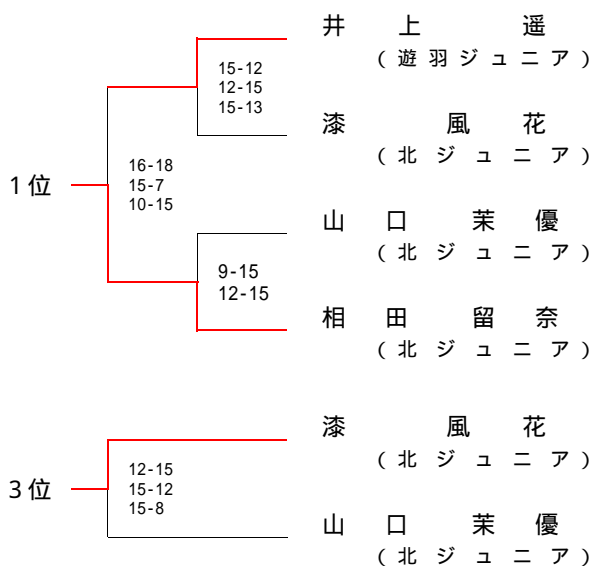 井上 遥
(遊羽ジュニア)
15-12
12-15
15-13
漆 風花
(北ジュニア)
1位
16-18
15-7
10-15
山口 茉優
(北ジュニア)
9-15
12-15
相田 留奈
(北ジュニア)
漆 風花
(北ジュニア)
3位
12-15
15-12
15-8
山口 茉優
(北ジュニア)